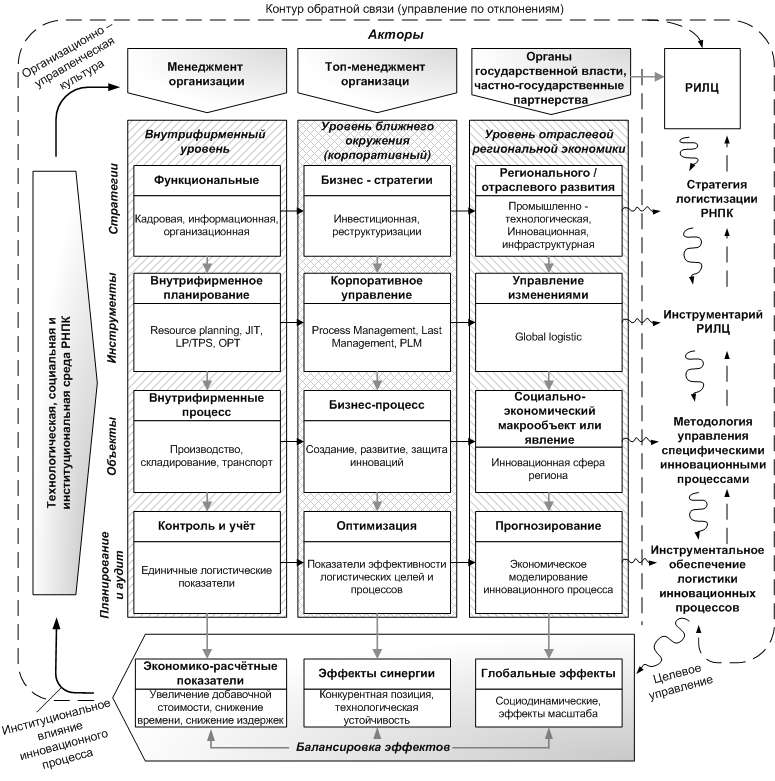 Контур обратной связи (управление по отклонениям)
Организационно -
управленческая
культура
Акторы
Менеджмент
организации
Топ-менеджмент
организаци
Органы
государственной власти,
частно-государственные
партнерства
РИЛЦ
Внутрифирменный
уровень
Уровень ближнего
окружения
(корпоративный)
Уровень отраслевой
региональной экономики
Стратегии
Функциональные
Кадровая, информационная,
организационная
Бизнес - стратегии
Инвестиционная,
реструктуризации
Регионального /
отраслевого развития
Промышленно -
технологическая,
Инновационная,
инфраструктурная
Стратегия
логистизации
РНПК
Инструменты
Внутрифирменное
планирование
Resource planning, JIT,
LP/TPS, OPT
Корпоративное
управление
Process Management, Last
Management, PLM
Управление
изменениями
Global logistic
Инструментарий
РИЛЦ
Технологическая, социальная и
институциональная среда РНПК
Объекты
Внутрифирменные
процесс
Производство,
складирование, транспорт
Бизнес-процесс
Создание, развитие, защита
инноваций
Социально-
экономический
макрообъект или
явление
Инновационная сфера
региона
Методология
управления
специфическими
инновационными
процессами
Планирование
и аудит
Контроль и учёт
Единичные логистические
показатели
Оптимизация
Показатели эффективности
логистических целей и
процессов
Прогнозирование
Экономическое
моделирование
инновационного процесса
Инструментальное
обеспечение
логистики
инновационных
процессов
Экономико-расчётные
показатели
Увеличение добавочной
стоимости, снижение
времени, снижение издержек
Эффекты синергии
Конкурентная позиция,
технологическая
устойчивость
Глобальные эффекты
Социодинамические,
эффекты масштаба
Целевое
управление
Институциональное
влияние
инновационного
процесса
Балансировка эффектов